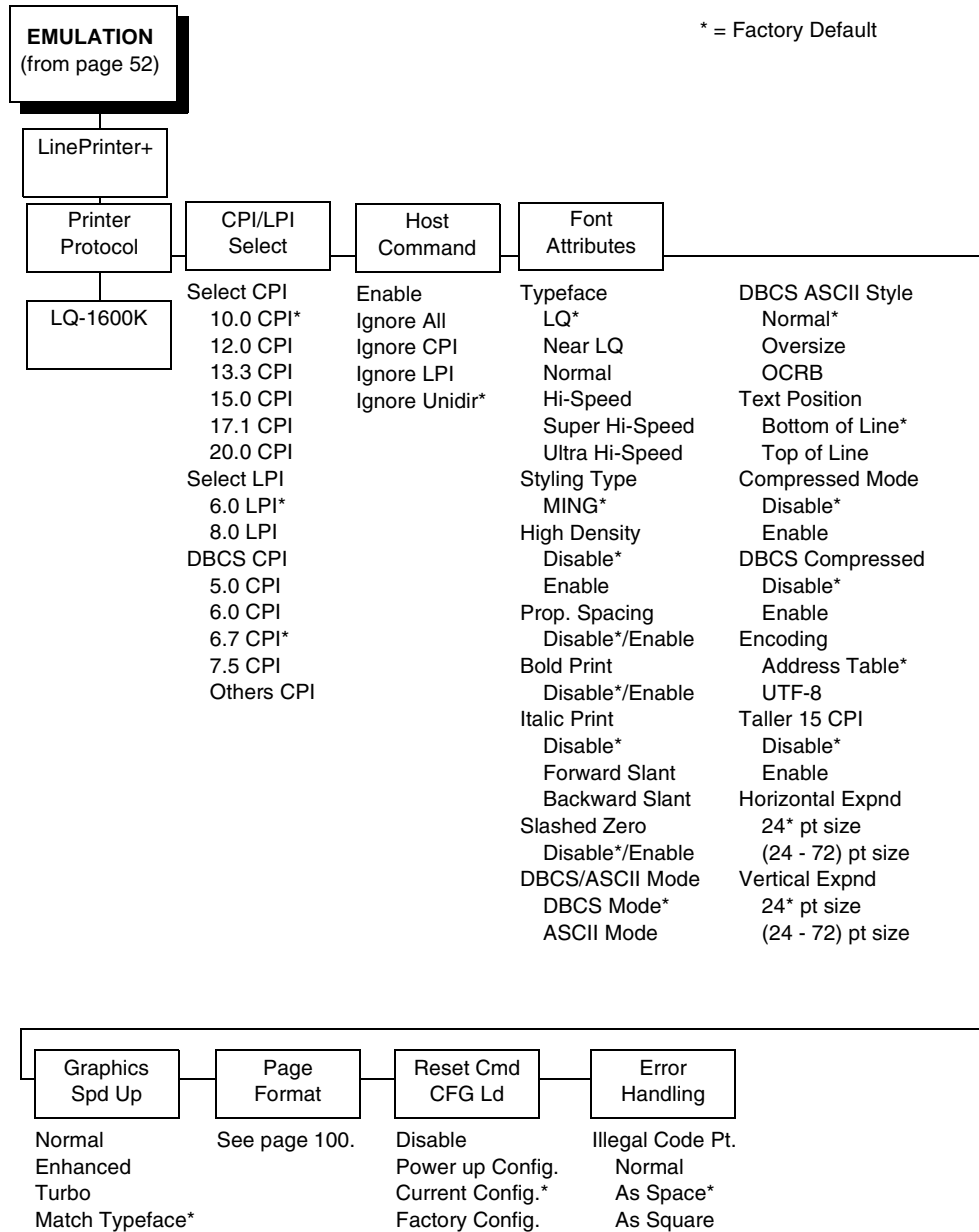 EMULATION
(from page 52)
* = Factory Default
LinePrinter+
Printer
Protocol
LQ-1600K
CPI/LPI
Select
Select CPI
10.0 CPI*
12.0 CPI
13.3 CPI
15.0 CPI
17.1 CPI
20.0 CPI
Select LPI
6.0 LPI*
8.0 LPI
DBCS CPI
5.0 CPI
6.0 CPI
6.7 CPI*
7.5 CPI
Others CPI
Host
Command
Enable
Ignore All
Ignore CPI
Ignore LPI
Ignore Unidir*
Font
Attributes
Typeface
LQ*
Near LQ
Normal
Hi-Speed
Super Hi-Speed
Ultra Hi-Speed
Styling Type
MING*
High Density
Disable*
Enable
Prop. Spacing
Disable*/Enable
Bold Print
Disable*/Enable
Italic Print
Disable*
Forward Slant
Backward Slant
Slashed Zero
Disable*/Enable
DBCS/ASCII Mode
DBCS Mode*
ASCII Mode
DBCS ASCII Style
Normal*
Oversize
OCRB
Text Position
Bottom of Line*
Top of Line
Compressed Mode
Disable*
Enable
DBCS Compressed
Disable*
Enable
Encoding
Address Table*
UTF-8
Taller 15 CPI
Disable*
Enable
Horizontal Expnd
24* pt size
(24 - 72) pt size
Vertical Expnd
24* pt size
(24 - 72) pt size
Graphics
Spd Up
Normal
Enhanced
Turbo
Match Typeface*
Page
Format
See page 100.
Reset Cmd
CFG Ld
Disable
Power up Config.
Current Config.*
Factory Config.
Error
Handling
Illegal Code Pt.
Normal
As Space*
As Square